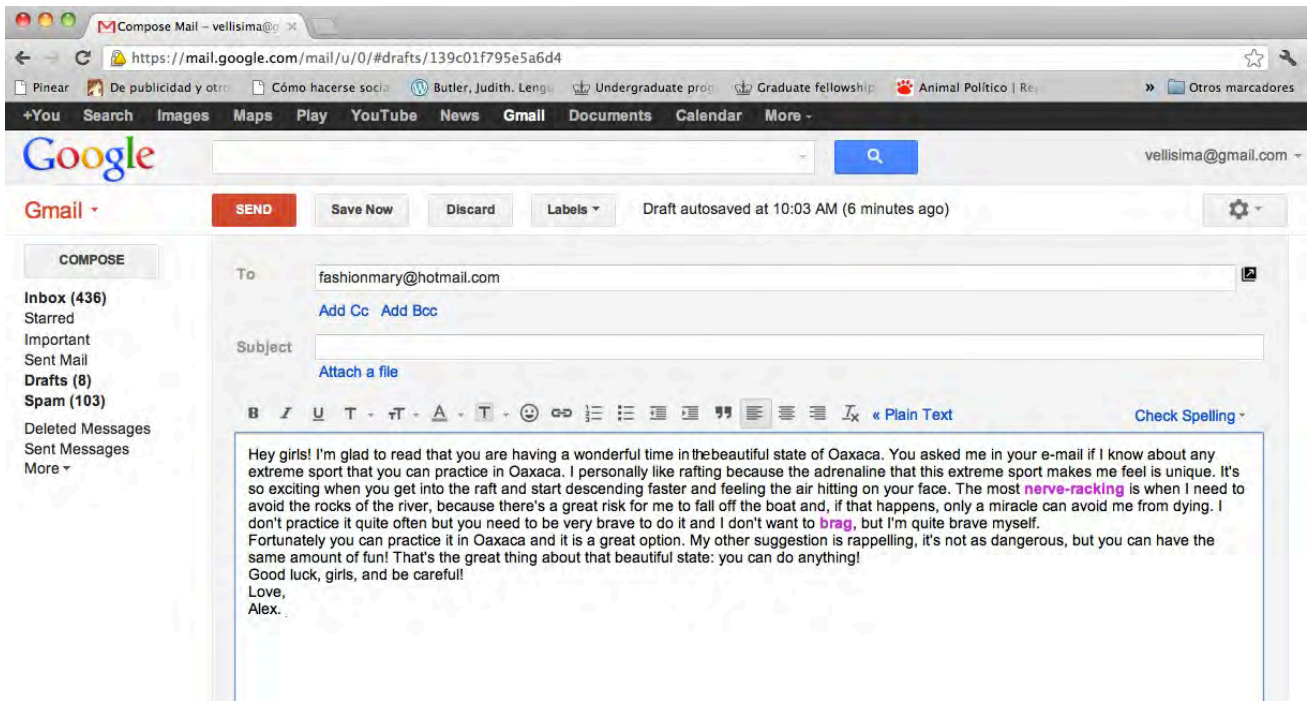 Compose Mail – vellisima@g
https://mail.google.com/mail/u/0/#drafts/139c01f795e5a6d4
Pinear De publicidad y otro Cómo hacerse socia Butler, Judith. Lengu Undergraduate prog Graduate fellowship Animal Político | Re » Otros marcadores
+You Search Images Maps Play YouTube News Gmail Documents Calendar More
Google vellisima@gmail.com
Gmail SEND Save Now Discard Labels Draft autosaved at 10:03 AM (6 minutes ago)
COMPOSE
Inbox (436)
Starred
Important
Sent Mail
Drafts (8)
Spam (103)
Deleted Messages
Sent Messages
More
To fashionmary@hotmail.com
Add Cc Add Bcc
Subject
Attach a file
B I U T T A T Tx « Plain Text Check Spelling
Hey girls! I'm glad to read that you are having a wonderful time in the beautiful state of Oaxaca. You asked me in your e-mail if I know about any
extreme sport that you can practice in Oaxaca. I personally like rafting because the adrenaline that this extreme sport makes me feel is unique. It's
so exciting when you get into the raft and start descending faster and feeling the air hitting on your face. The most nerve-racking is when I need to
avoid the rocks of the river, because there's a great risk for me to fall off the boat and, if that happens, only a miracle can avoid me from dying. I
don't practice it quite often but you need to be very brave to do it and I don't want to brag, but I'm quite brave myself.
Fortunately you can practice it in Oaxaca and it is a great option. My other suggestion is rappelling, it's not as dangerous, but you can have the
same amount of fun! That's the great thing about that beautiful state: you can do anything!
Good luck, girls, and be careful!
Love,
Alex.